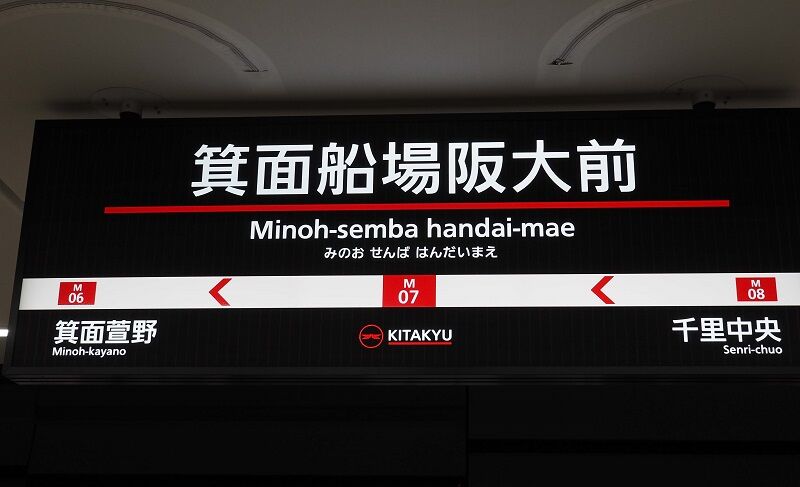 箕面船場阪大前
Minoh-semba handai-mae
みのお せんば はんだいまえ
M
06
M
07
M
08
箕面萱野
Minoh-kayano
KITAKYU
千里中央
Senri-chuo